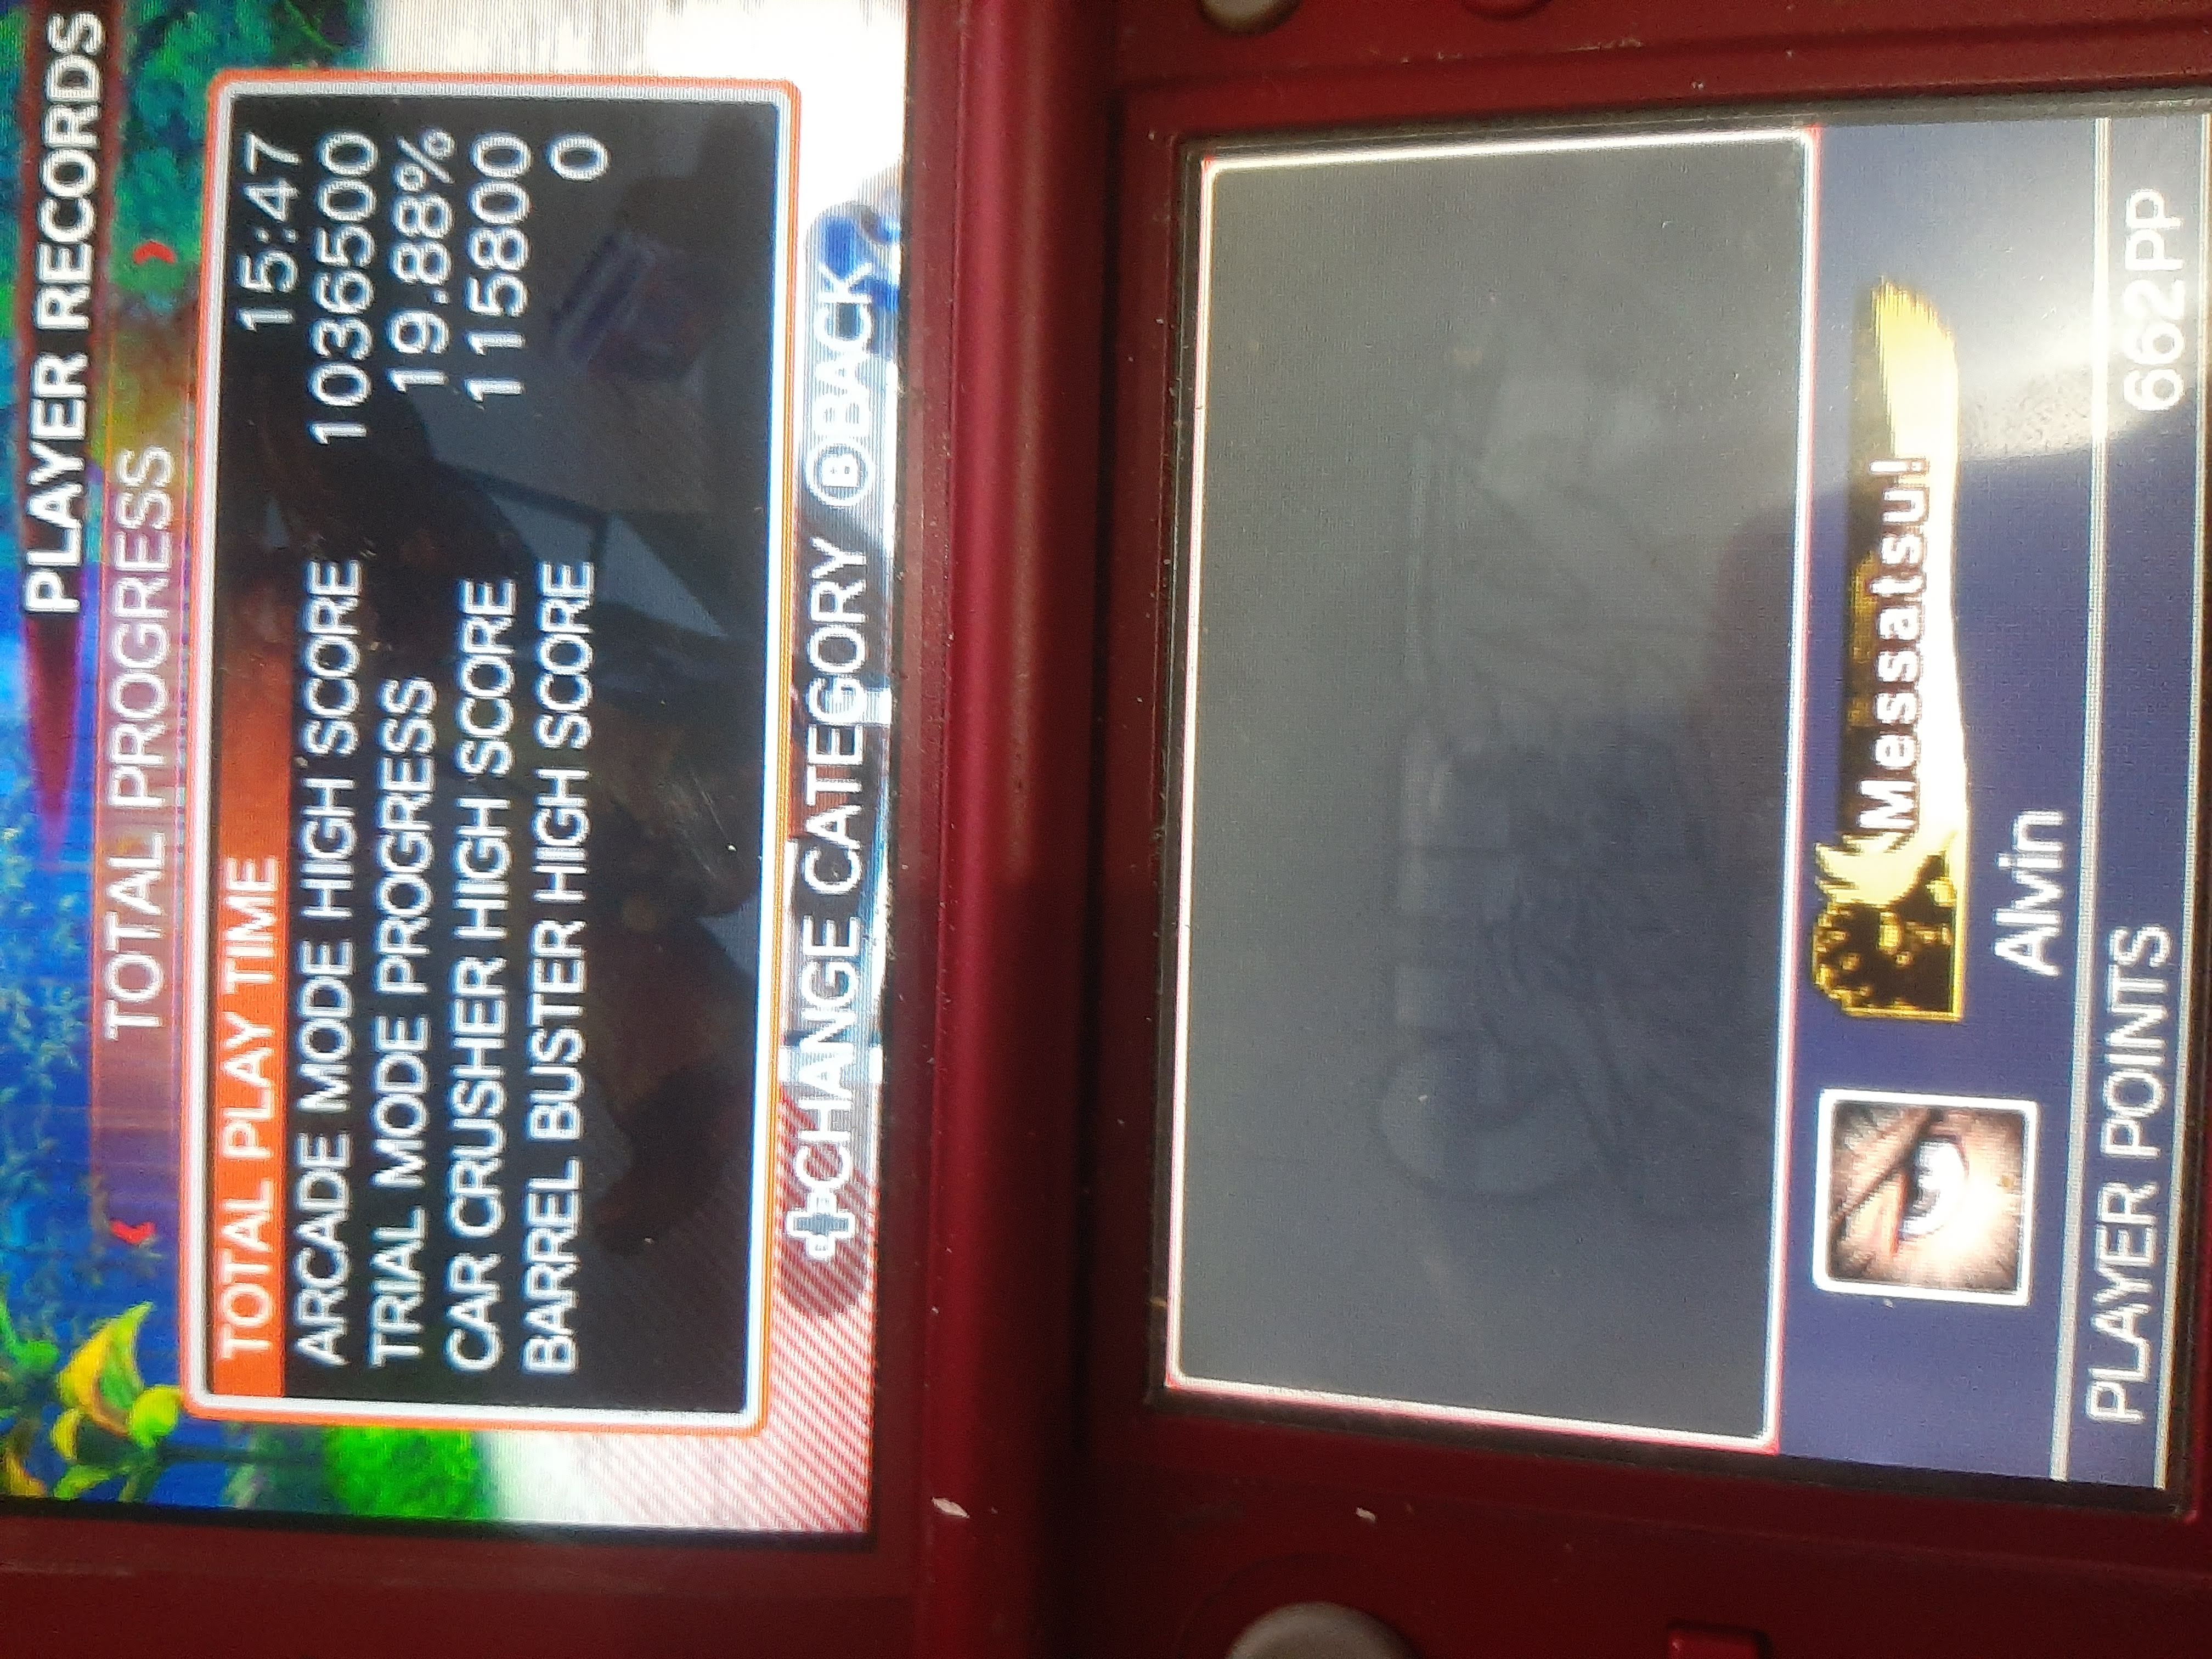 PLAYER RECORDS
TOTAL PROGRESS
TOTAL PLAY TIME 15:47
ARCADE MODE HIGH SCORE 1036500
TRIAL MODE PROGRESS 19.88%
CAR CRUSHER HIGH SCORE 115800
BARREL BUSTER HIGH SCORE 0
CHANGE CATEGORY B BACK
Messatsu!
Alvin
PLAYER POINTS 662PP